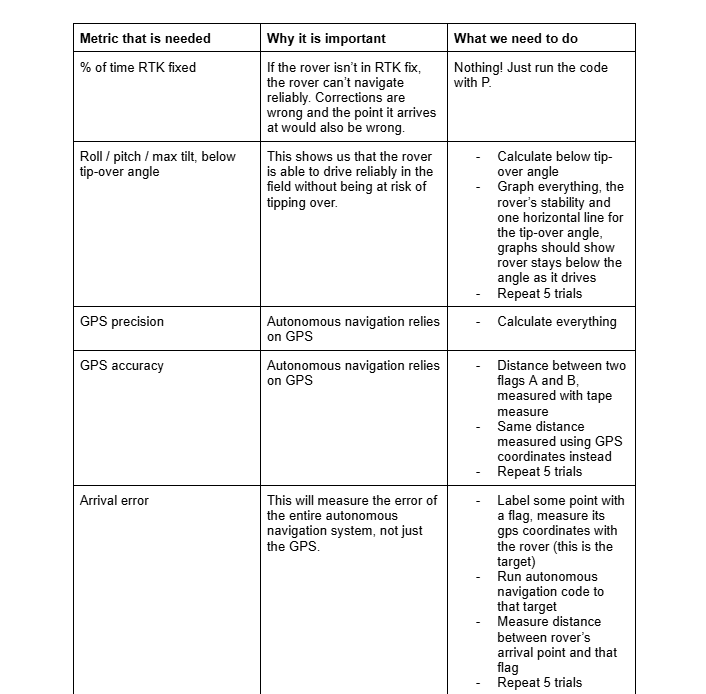 Metric that is needed
Why it is important
What we need to do
% of time RTK fixed
If the rover isn't in RTK fix,
the rover can't navigate
reliably. Corrections are
wrong and the point it arrives
at would also be wrong.
Nothing! Just run the code
with P.
Roll / pitch / max tilt, below
tip-over angle
This shows us that the rover
is able to drive reliably in the
field without being at risk of
tipping over.
- Calculate below tip-
over angle
- Graph everything, the
rover's stability and
one horizontal line for
the tip-over angle,
graphs should show
rover stays below the
angle as it drives
- Repeat 5 trials
GPS precision
Autonomous navigation relies
on GPS
- Calculate everything
GPS accuracy
Autonomous navigation relies
on GPS
- Distance between two
flags A and B,
measured with tape
measure
- Same distance
measured using GPS
coordinates instead
- Repeat 5 trials
Arrival error
This will measure the error of
the entire autonomous
navigation system, not just
the GPS.
- Label some point with
a flag, measure its
gps coordinates with
the rover (this is the
target)
- Run autonomous
navigation code to
that target
- Measure distance
between rover's
arrival point and that
flag
- Repeat 5 trials